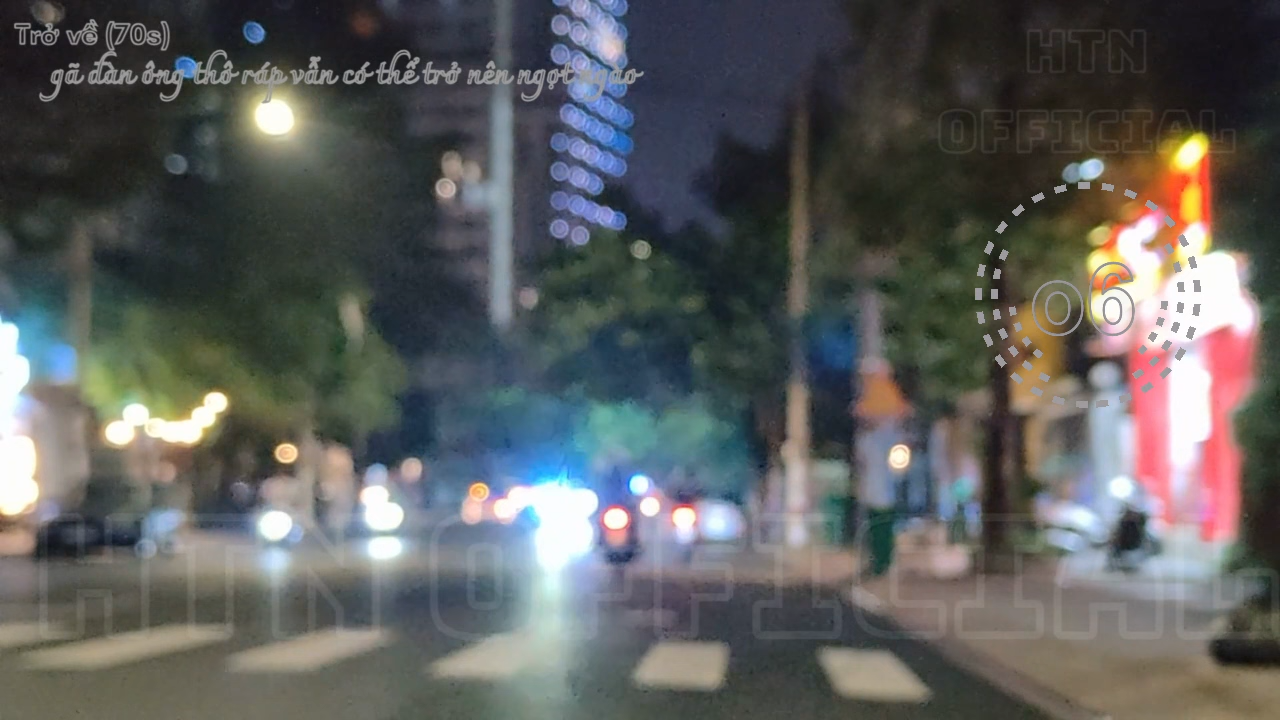 Trở về (70s)
gã đàn ông thô ráp vẫn có thể trở nên ngọt ngào
HTN
OFFICIAL
06
HTN OFFICIAL